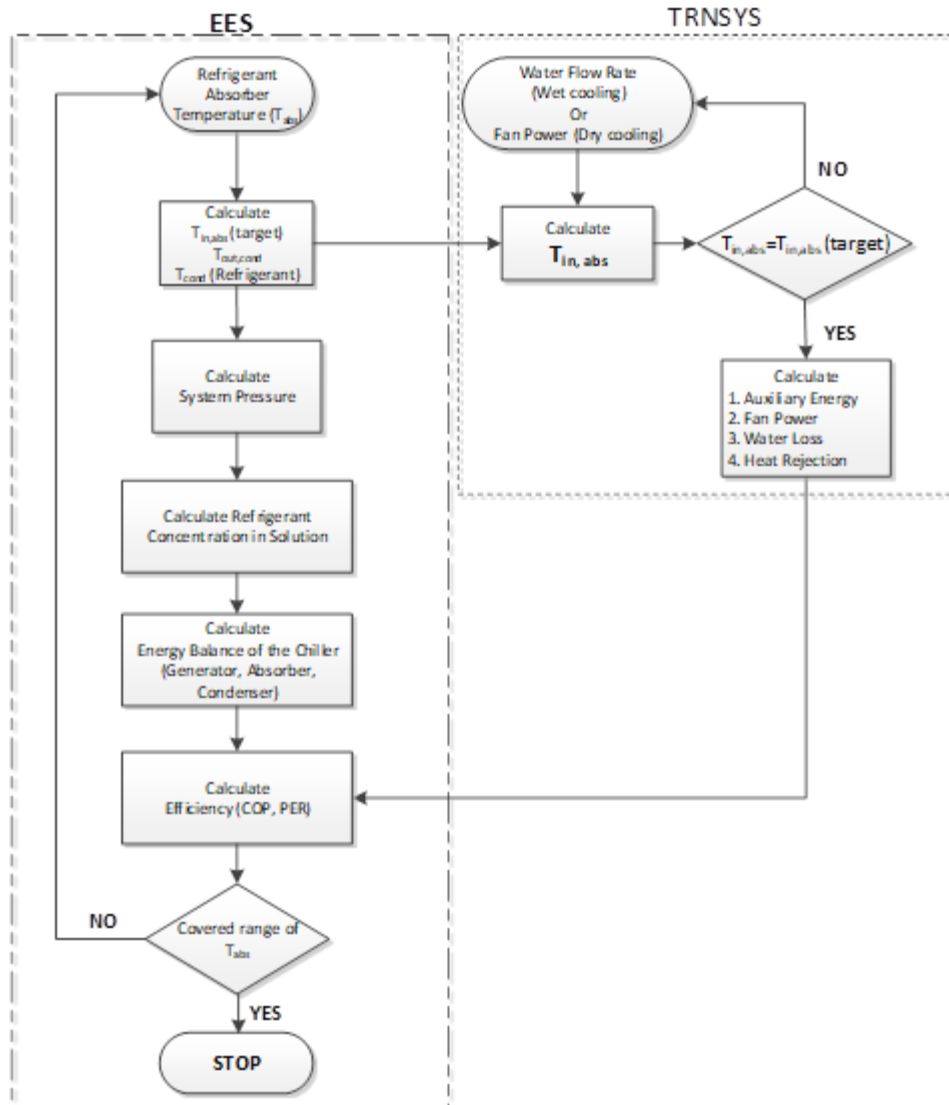 EES
Refrigerant
Absorber
Temperature (Tabs)
Calculate
Tin,abs (target)
Tout,cond
Tcond (Refrigerant)
Calculate
System Pressure
Calculate Refrigerant
Concentration in Solution
Calculate
Energy Balance of the Chiller
(Generator, Absorber,
Condenser)
Calculate
Efficiency (COP, PER)
NO
Covered range of
Tabs
YES
STOP
TRNSYS
Water Flow Rate
(Wet cooling)
Or
Fan Power (Dry cooling)
NO
Calculate
Tin, abs
Tin,abs=Tin,abs (target)
YES
Calculate
1. Auxiliary Energy
2. Fan Power
3. Water Loss
4. Heat Rejection